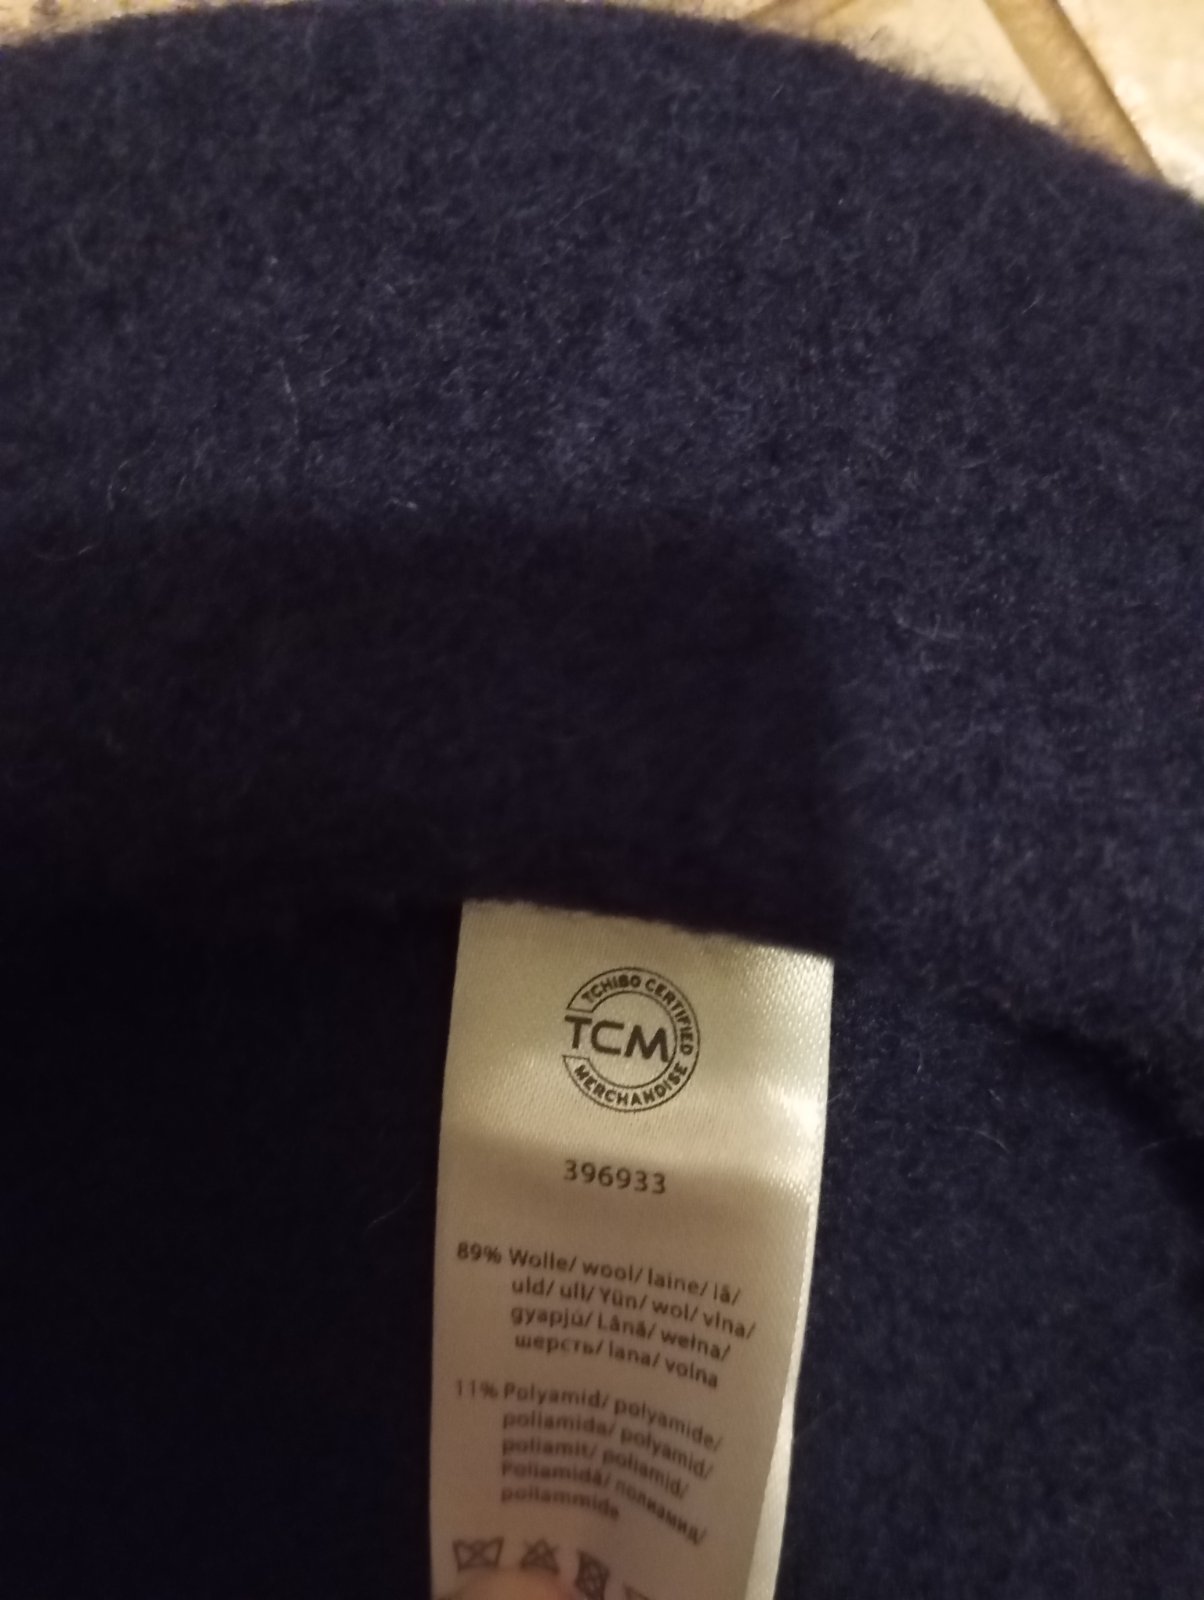 TCHIBO CERTIFIED
TCM
MERCHANDISE
396933
89% Wolle/ wool/ laine/ lã/
uld/ ull/ Yün/ wol/ vlna/
gyapjú/ Lână/ wełna/
шерсть/ lana/ volna
11% Polyamid/ polyamide/
poliamida/ polyamid/
poliamit/ poliamid/
Poliamidă/ полиамид/
poliammide